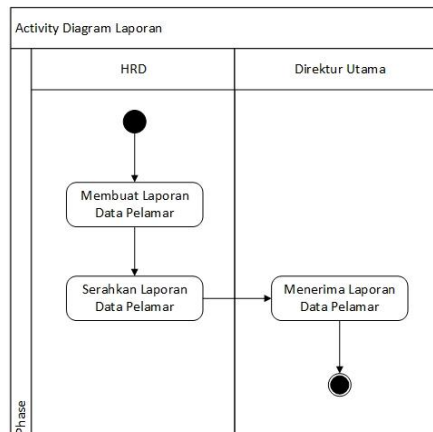 Activity Diagram Laporan
HRD
Direktur Utama
Membuat Laporan
Data Pelamar
Serahkan Laporan
Data Pelamar
Menerima Laporan
Data Pelamar
Phase